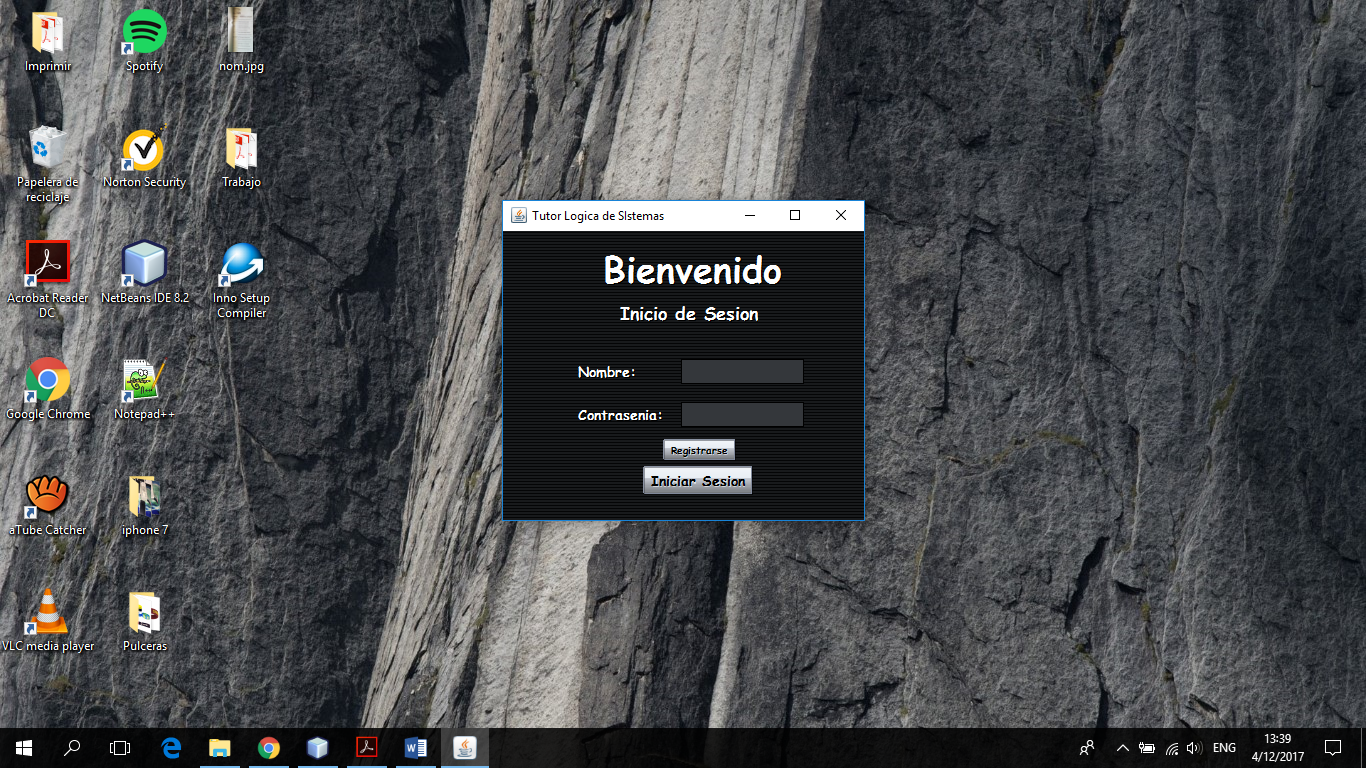 Imprimir
Spotify
nom.jpg
Papelera de
reciclaje
Norton Security
Trabajo
Acrobat Reader
DC
NetBeans IDE 8.2
Inno Setup
Compiler
Google Chrome
Notepad++
aTube Catcher
iphone 7
VLC media player
Pulceras
Tutor Logica de SIstemas
Bienvenido
Inicio de Sesion
Nombre:
Contrasenia:
Registrarse
Iniciar Sesion
ENG
13:39
4/12/2017